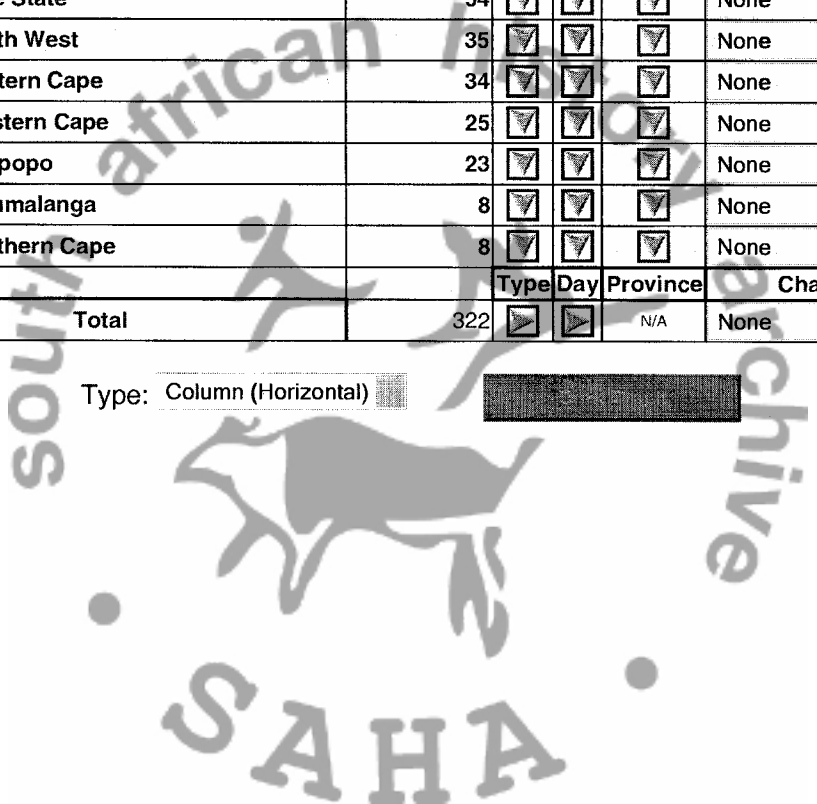 State 54 None
th West 35 None
tern Cape 34 None
stern Cape 25 None
popo 23 None
umalanga 8 None
thern Cape 8 None
Type Day Province Cha
Total 322 N/A None
Type: Column (Horizontal)
south african history archive
SAHA